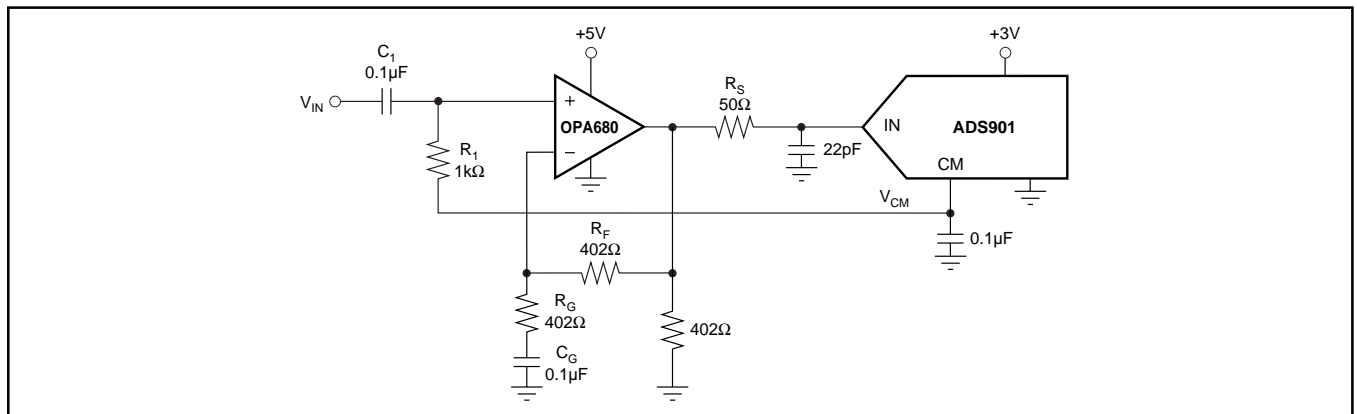 +5V
+3V
C1
0.1µF
VIN
+
OPA680
–
R1
1kΩ
RS
50Ω
22pF
IN
ADS901
CM
VCM
0.1µF
RF
402Ω
RG
402Ω
402Ω
CG
0.1µF